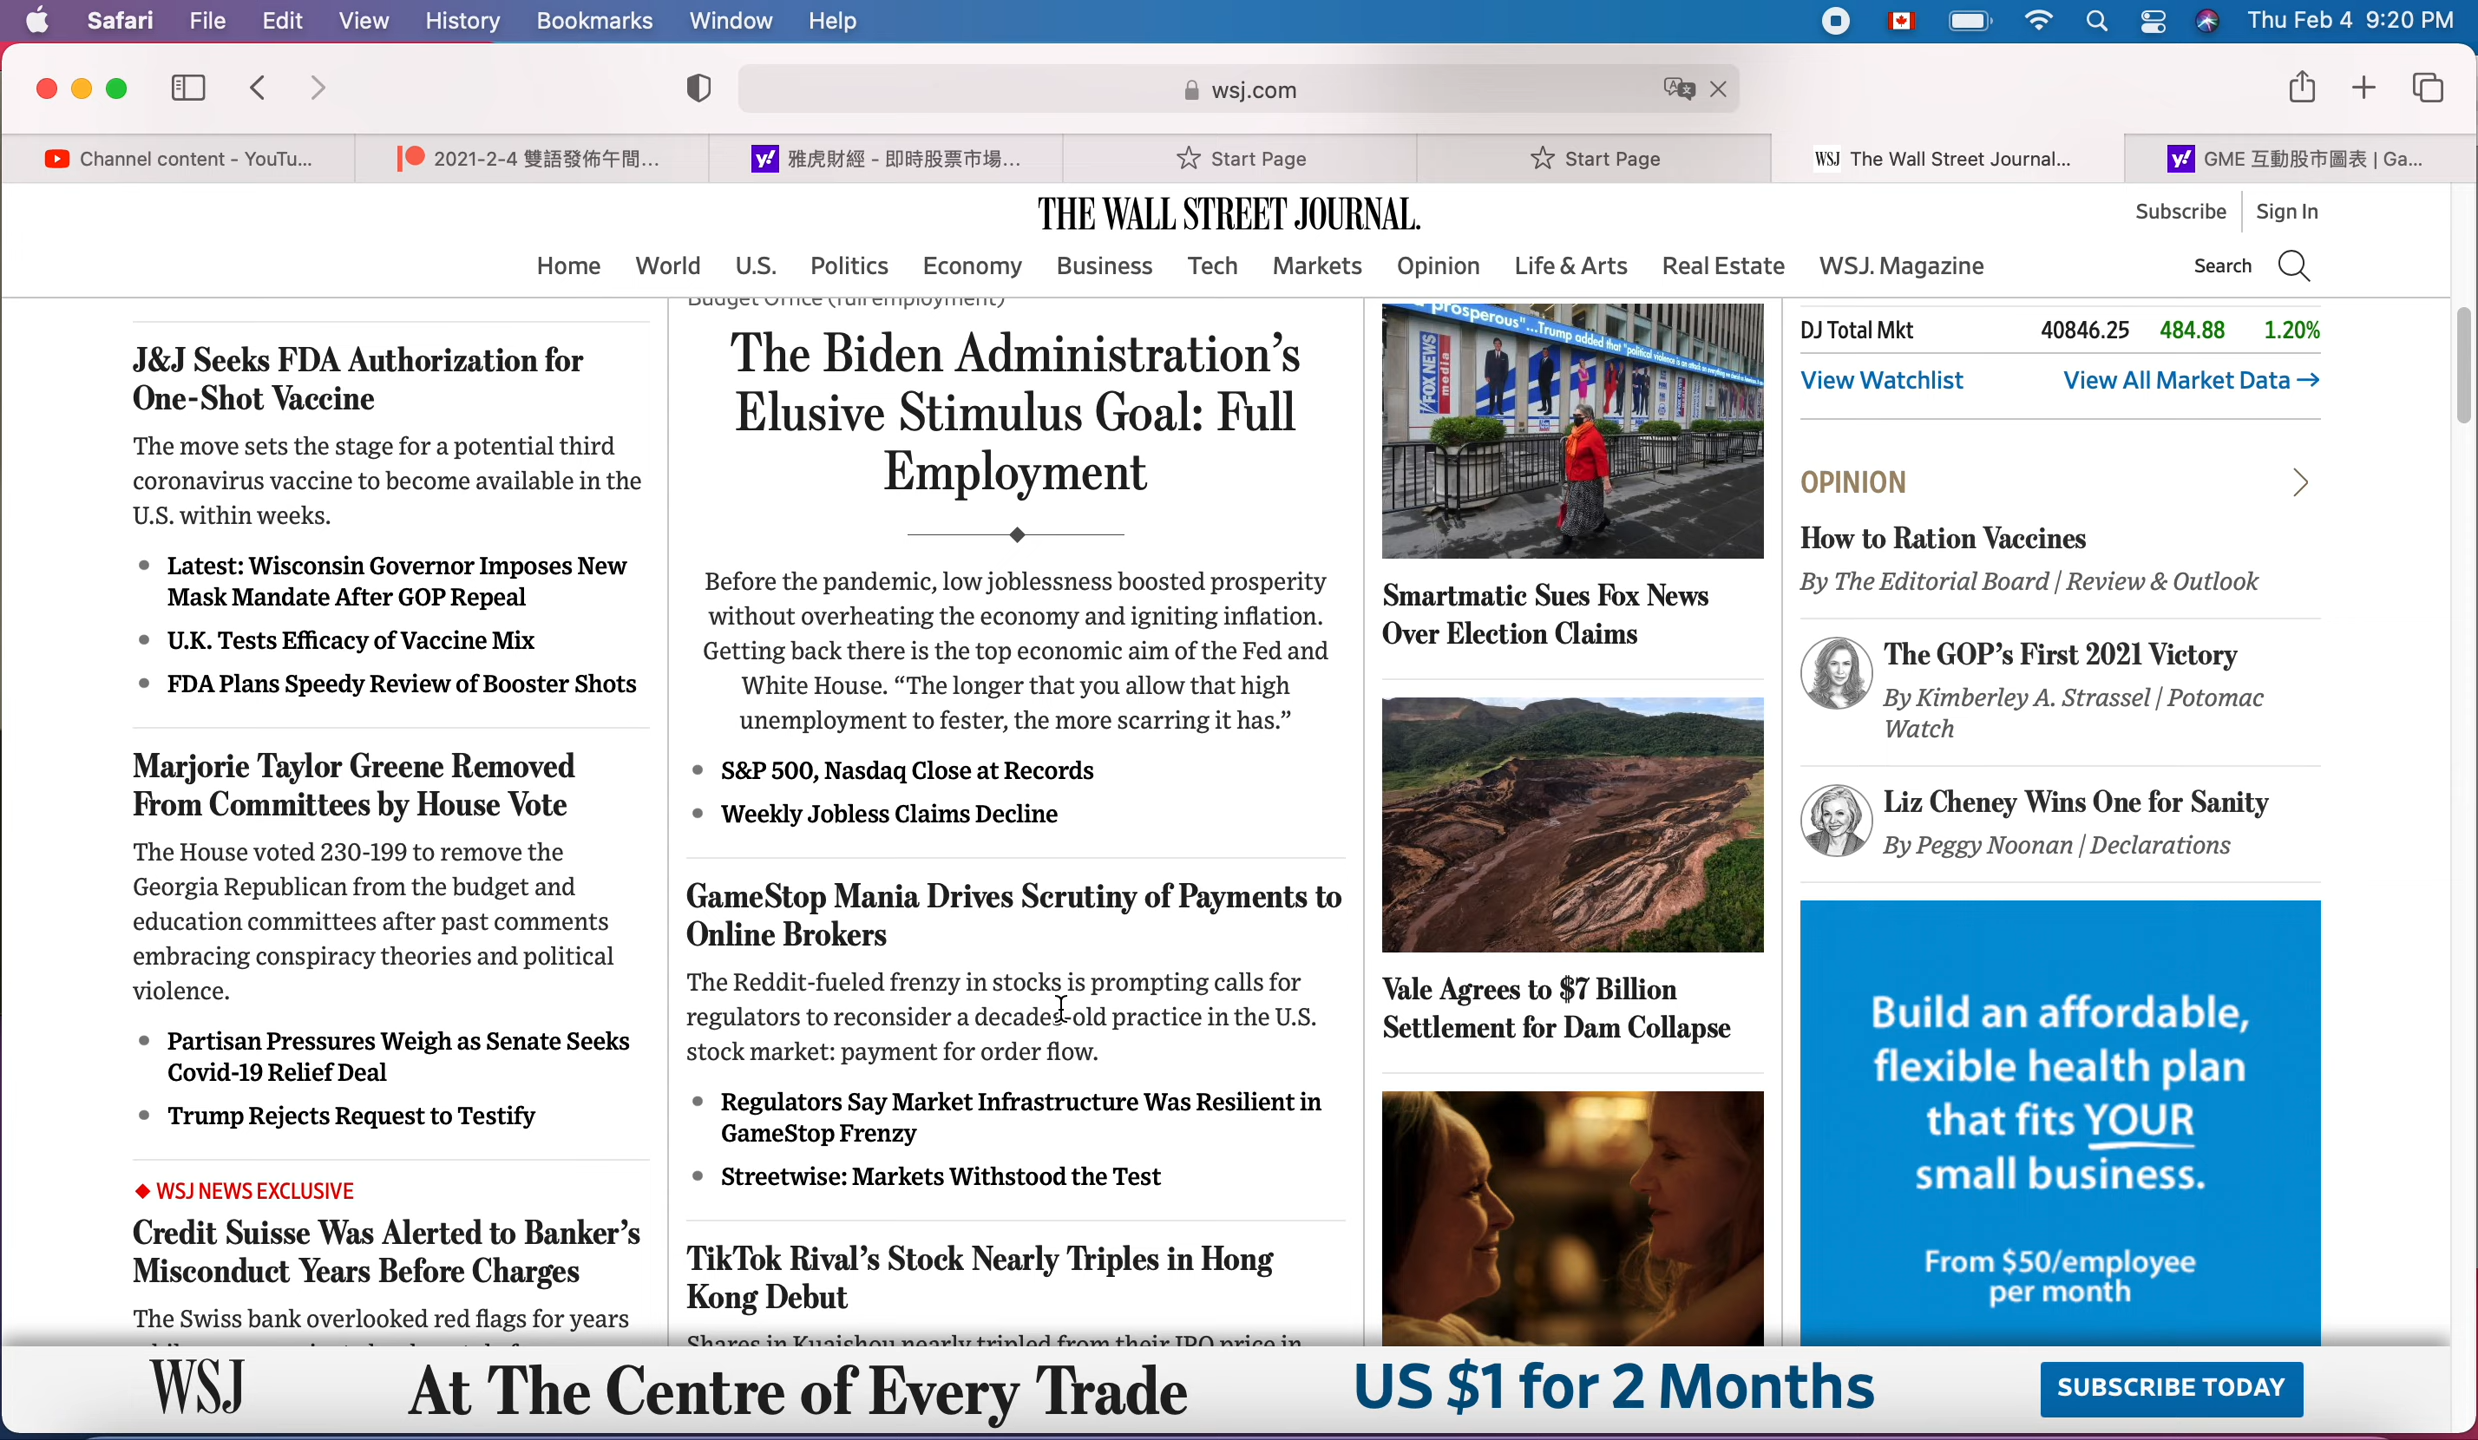 Safari File Edit View History Bookmarks Window Help Thu Feb 4 9:20 PM
wsj.com
Channel content - YouTu...
2021-2-4 雙語發佈午間...
雅虎財經 - 即時股票市場...
Start Page
Start Page
WSJ The Wall Street Journal...
GME 互動股市圖表 | Ga...
THE WALL STREET JOURNAL.
Subscribe Sign In
Home World U.S. Politics Economy Business Tech Markets Opinion Life & Arts Real Estate WSJ. Magazine Search
J&J Seeks FDA Authorization for
One-Shot Vaccine
The move sets the stage for a potential third
coronavirus vaccine to become available in the
U.S. within weeks.
Latest: Wisconsin Governor Imposes New
Mask Mandate After GOP Repeal
U.K. Tests Efficacy of Vaccine Mix
FDA Plans Speedy Review of Booster Shots
Marjorie Taylor Greene Removed
From Committees by House Vote
The House voted 230-199 to remove the
Georgia Republican from the budget and
education committees after past comments
embracing conspiracy theories and political
violence.
Partisan Pressures Weigh as Senate Seeks
Covid-19 Relief Deal
Trump Rejects Request to Testify
WSJ NEWS EXCLUSIVE
Credit Suisse Was Alerted to Banker's
Misconduct Years Before Charges
The Swiss bank overlooked red flags for years
Budget Office (full employment)
The Biden Administration's
Elusive Stimulus Goal: Full
Employment
Before the pandemic, low joblessness boosted prosperity
without overheating the economy and igniting inflation.
Getting back there is the top economic aim of the Fed and
White House. “The longer that you allow that high
unemployment to fester, the more scarring it has.”
S&P 500, Nasdaq Close at Records
Weekly Jobless Claims Decline
GameStop Mania Drives Scrutiny of Payments to
Online Brokers
The Reddit-fueled frenzy in stocks is prompting calls for
regulators to reconsider a decades-old practice in the U.S.
stock market: payment for order flow.
Regulators Say Market Infrastructure Was Resilient in
GameStop Frenzy
Streetwise: Markets Withstood the Test
TikTok Rival's Stock Nearly Triples in Hong
Kong Debut
Shares in Kuaishou nearly tripled from their IPO price in
prosperous"...Trump added that "political violence is an attack on everything we
FOX NEWS
media
Smartmatic Sues Fox News
Over Election Claims
Vale Agrees to $7 Billion
Settlement for Dam Collapse
DJ Total Mkt 40846.25 484.88 1.20%
View Watchlist View All Market Data →
OPINION
How to Ration Vaccines
By The Editorial Board | Review & Outlook
The GOP's First 2021 Victory
By Kimberley A. Strassel | Potomac
Watch
Liz Cheney Wins One for Sanity
By Peggy Noonan | Declarations
Build an affordable,
flexible health plan
that fits YOUR
small business.
From $50/employee
per month
WSJ At The Centre of Every Trade US $1 for 2 Months SUBSCRIBE TODAY